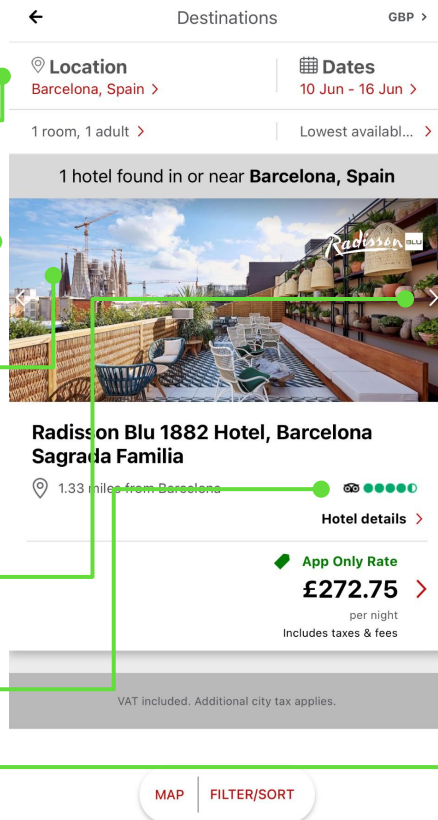 Destinations
GBP >
Location
Dates
Barcelona, Spain >
10 Jun - 16 Jun >
1 room, 1 adult >
Lowest availabl... >
1 hotel found in or near Barcelona, Spain
Radisson BLU
Radisson Blu 1882 Hotel, Barcelona
Sagrada Familia
1.33 miles from Barcelona
Hotel details >
App Only Rate
£272.75
per night
Includes taxes & fees
VAT included. Additional city tax applies.
MAP
FILTER/SORT